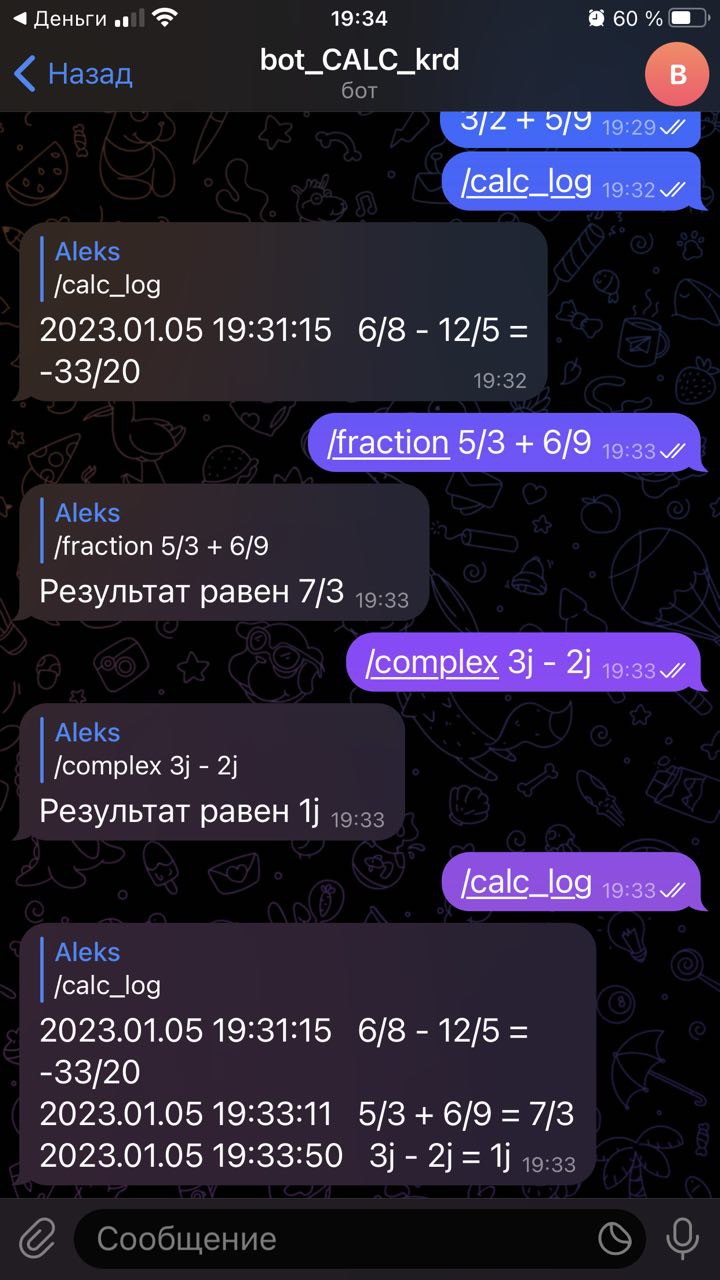 ◀ Деньги 19:34 60 %
Назад bot_CALC_krd B
бот
3/2 + 5/9 19:29
/calc_log 19:32
Aleks
/calc_log
2023.01.05 19:31:15 6/8 - 12/5 =
-33/20 19:32
/fraction 5/3 + 6/9 19:33
Aleks
/fraction 5/3 + 6/9
Результат равен 7/3 19:33
/complex 3j - 2j 19:33
Aleks
/complex 3j - 2j
Результат равен 1j 19:33
/calc_log 19:33
Aleks
/calc_log
2023.01.05 19:31:15 6/8 - 12/5 =
-33/20
2023.01.05 19:33:11 5/3 + 6/9 = 7/3
2023.01.05 19:33:50 3j - 2j = 1j 19:33
Сообщение